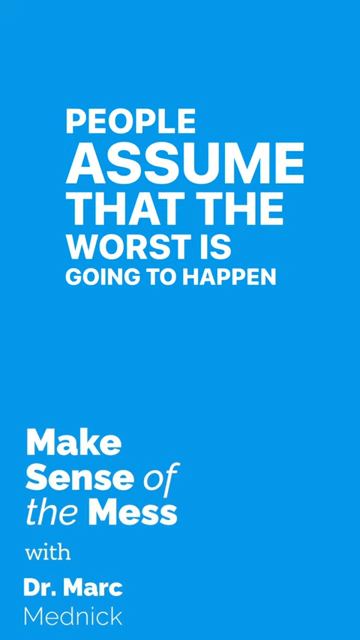 PEOPLE
ASSUME
THAT THE
WORST IS
GOING TO HAPPEN
Make
Sense of
the Mess
with
Dr. Marc
Mednick